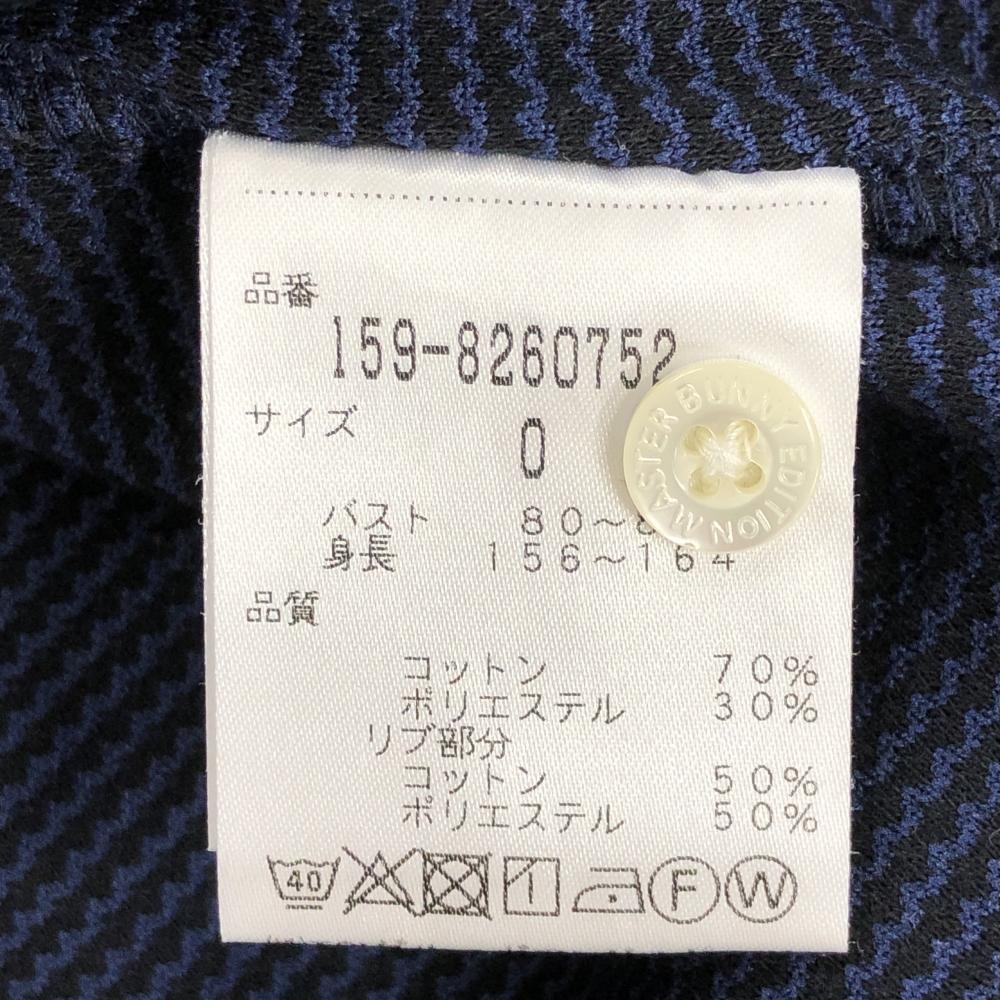 品番
159-8260752
サイズ
0
バスト 80～8
身長 156～164
品質
コットン 70%
ポリエステル 30%
リブ部分
コットン 50%
ポリエステル 50%
40
F W
MASTER BUNNY EDITION